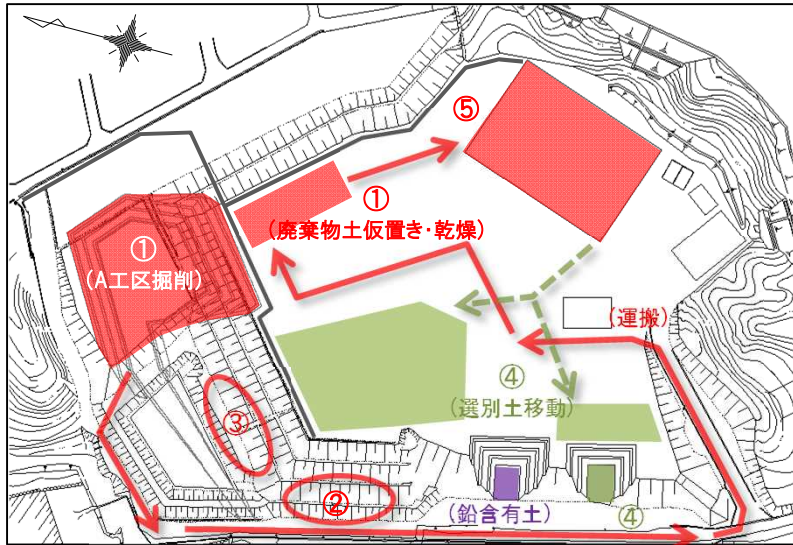 ⑤
①
(廃棄物土仮置き・乾燥)
①
(A工区掘削)
(運搬)
④
(選別土移動)
③
②
(鉛含有土)
④